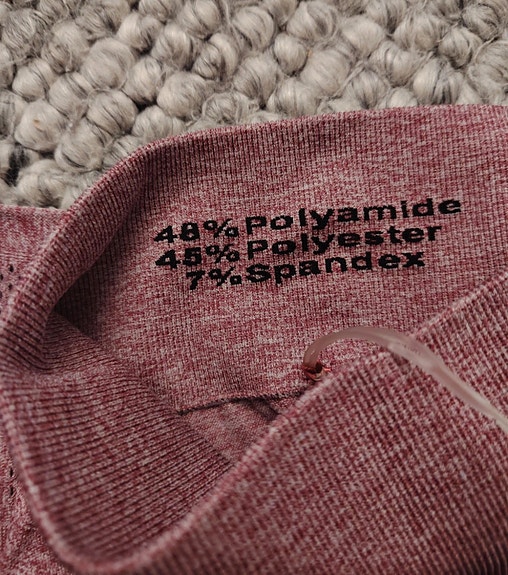 48% Polyamide
45% Polyester
7% Spandex